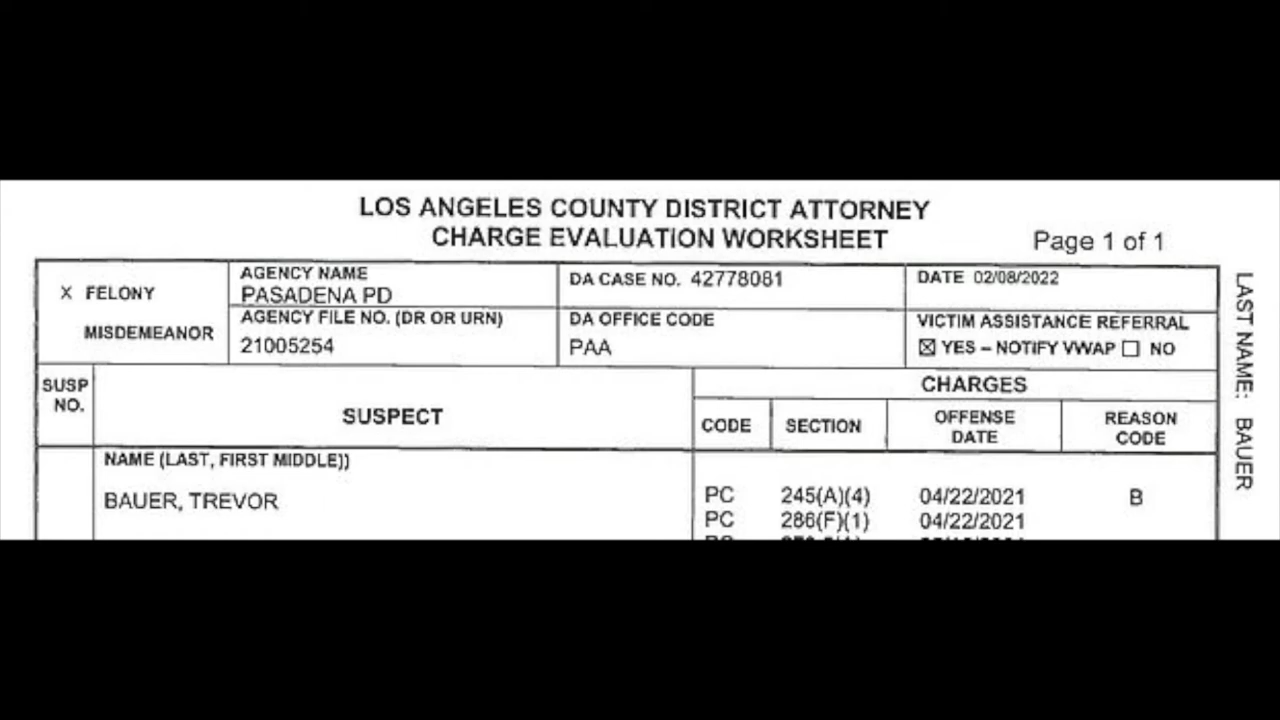 LOS ANGELES COUNTY DISTRICT ATTORNEY
CHARGE EVALUATION WORKSHEET
Page 1 of 1
X FELONY
MISDEMEANOR
AGENCY NAME
PASADENA PD
AGENCY FILE NO. (DR OR URN)
21005254
DA CASE NO. 42778081
DA OFFICE CODE
PAA
DATE 02/08/2022
VICTIM ASSISTANCE REFERRAL
☒ YES – NOTIFY VWAP ☐ NO
LAST NAME: BAUER
SUSP
NO.
SUSPECT
CHARGES
CODE
SECTION
OFFENSE
DATE
REASON
CODE
NAME (LAST, FIRST MIDDLE))
BAUER, TREVOR
PC 245(A)(4) 04/22/2021 B
PC 286(F)(1) 04/22/2021